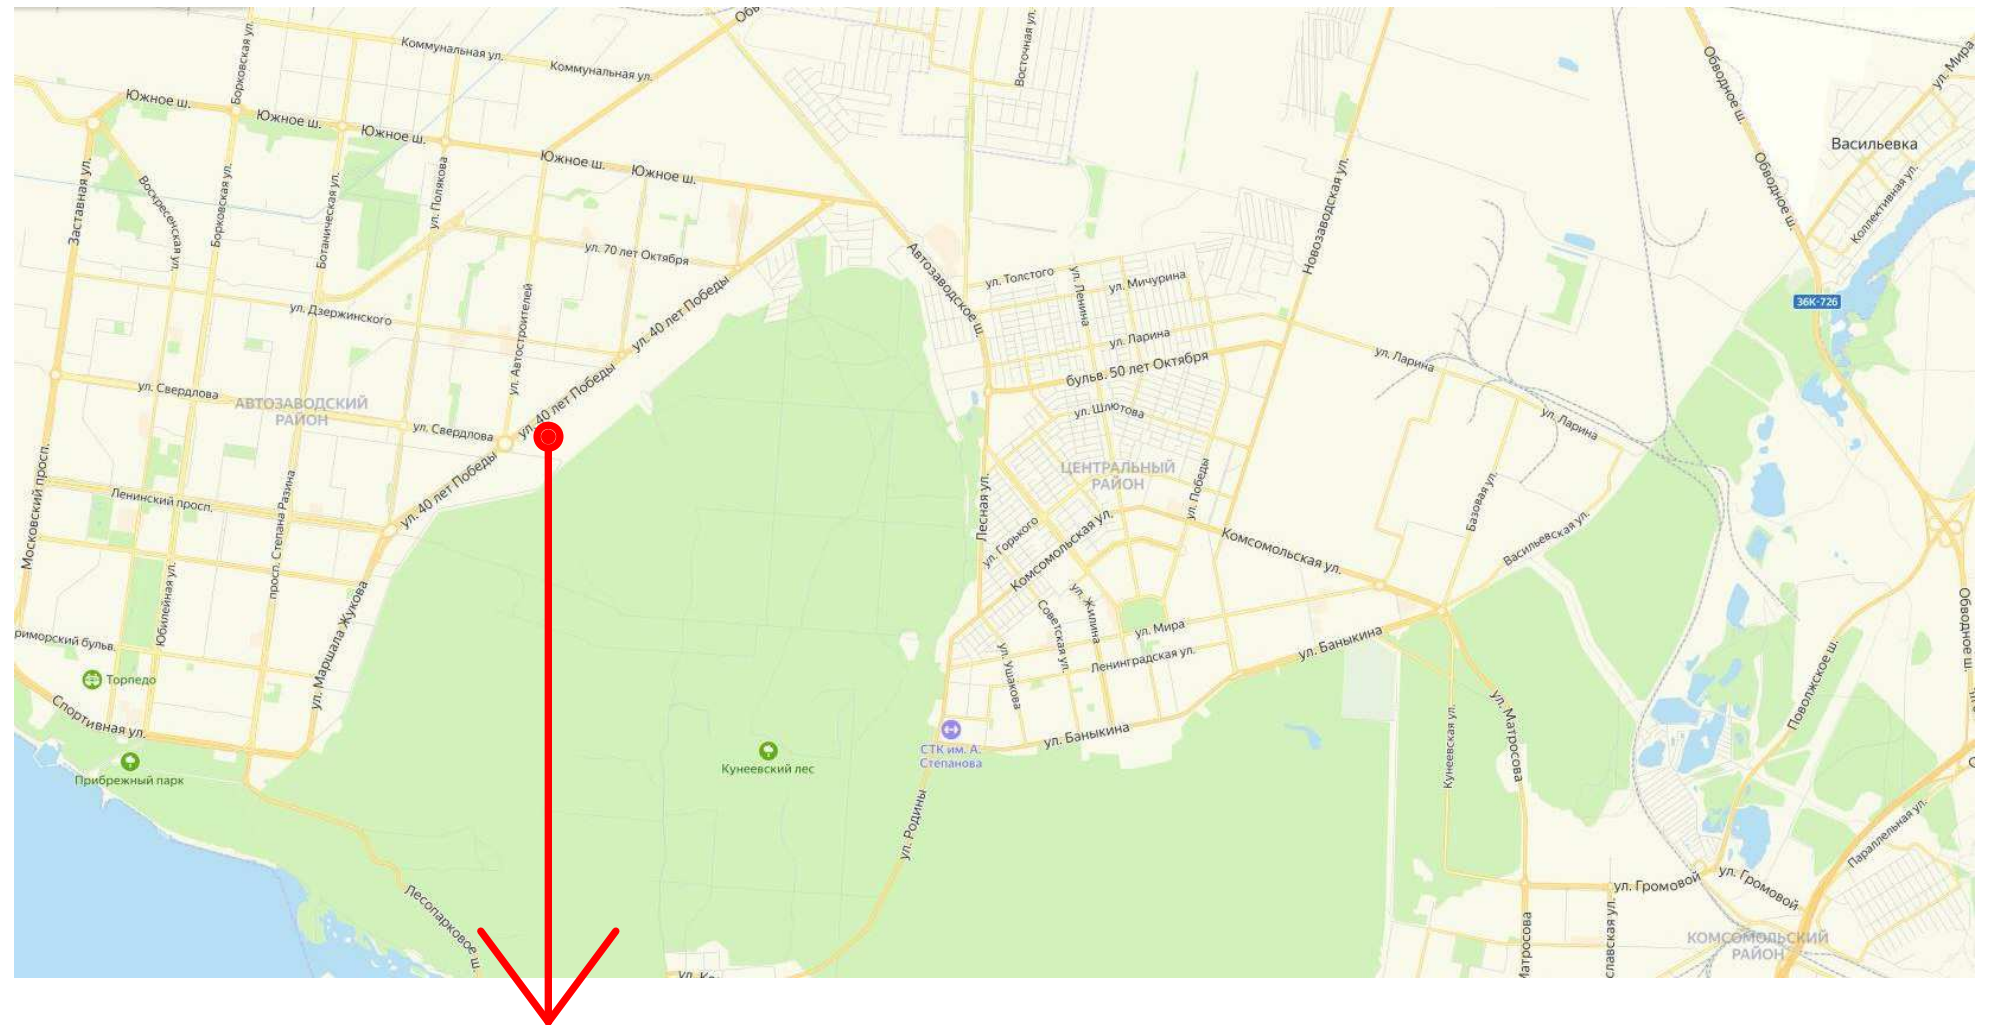 Коммунальная ул.
Коммунальная ул.
Восточная ул.
Борковская ул.
Обводное ш.
ул. Мира
Южное ш.
Южное ш.
Южное ш.
Южное ш.
Южное ш.
Васильевка
Заставная ул.
Воскресенская ул.
Борковская ул.
Ботаническая ул.
ул. Полякова
ул. 70 лет Октября
Новозаводская ул.
Обводное ш.
Коллективная ул.
Автозаводское ш.
ул. Толстого
ул. Ленина
ул. Мичурина
36К-726
ул. Дзержинского
ул. Автостроителей
ул. 40 лет Победы
ул. Ларина
ул. Ларина
бульв. 50 лет Октября
ул. Свердлова
АВТОЗАВОДСКИЙ
РАЙОН
ул. 40 лет Победы
ул. Шлютова
ул. Ларина
ул. Свердлова
ул. 40 лет Победы
ЦЕНТРАЛЬНЫЙ
РАЙОН
Московский просп.
Ленинский просп.
просп. Степана Разина
Лесная ул.
ул. Победы
Базовая ул.
ул. Горького
Комсомольская ул.
Комсомольская ул.
Васильевская ул.
Юбилейная ул.
ул. Маршала Жукова
Советская ул.
ул. Жилина
ул. Мира
ул. Баныкина
Обводное ш.
риморский бульв.
ул. Ушакова
Ленинградская ул.
Торпедо
Спортивная ул.
Кунеевская ул.
ул. Матросова
Поволжское ш.
СТК им. А.
Степанова
ул. Баныкина
Кунеевский лес
Прибрежный парк
ул. Родины
Параллельная ул.
Лесопарковое ш.
ул. Громовой
ул. Громовой
Матросова
славская ул.
КОМСОМОЛЬСКИЙ
РАЙОН